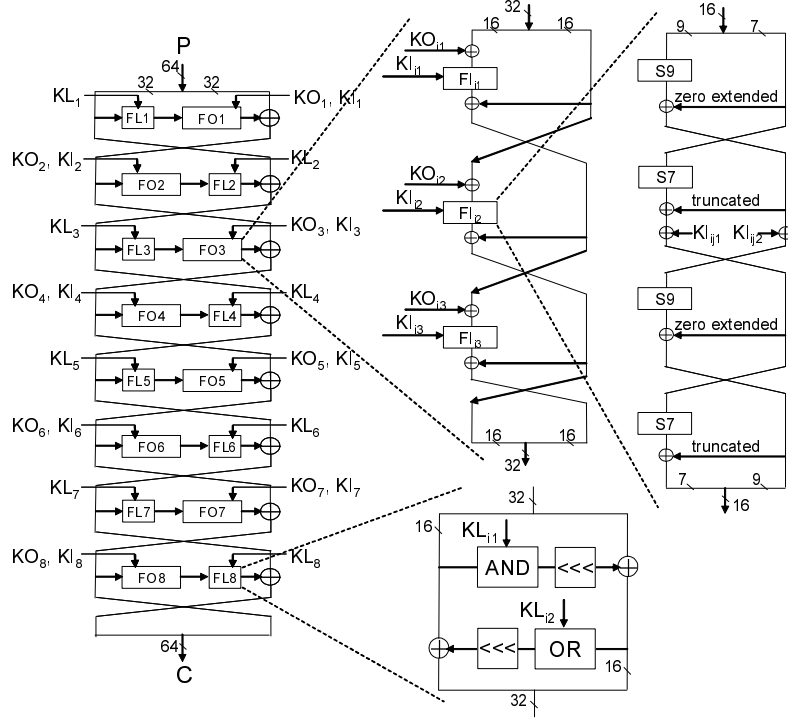 P
64
32 32
KL1 KO1, KI1
FL1 FO1
KO2, KI2 KL2
FO2 FL2
KL3 KO3, KI3
FL3 FO3
KO4, KI4 KL4
FO4 FL4
KL5 KO5, KI5
FL5 FO5
KO6, KI6 KL6
FO6 FL6
KL7 KO7, KI7
FL7 FO7
KO8, KI8 KL8
FO8 FL8
64
C
32
16 16
KOi1
KIi1
FIi1
KOi2
KIi2
FIi2
KOi3
KIi3
FIi3
16 16
32
16
9 7
S9
zero extended
S7
truncated
KIij1 KIij2
S9
zero extended
S7
truncated
7 9
16
32
16
KLi1
AND <<<
KLi2
<<< OR
16
32